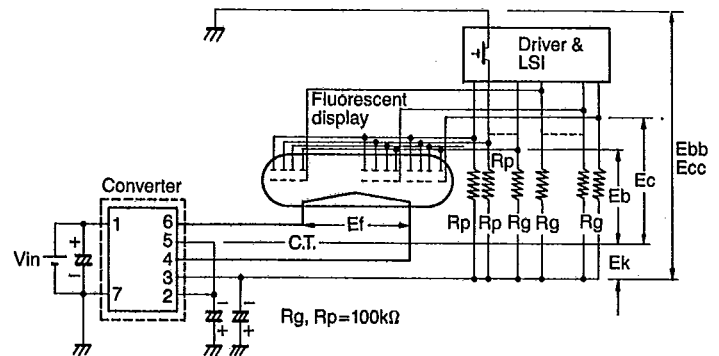 Driver &
LSI
Fluorescent
display
Rp
Ebb
Ecc
Ec
Eb
Converter
Rp Rp Rg Rg Rg
1 6
Ef
5
C.T.
Vin
+
−
4
Ek
3
7 2
−
+
−
+
Rg, Rp=100kΩ